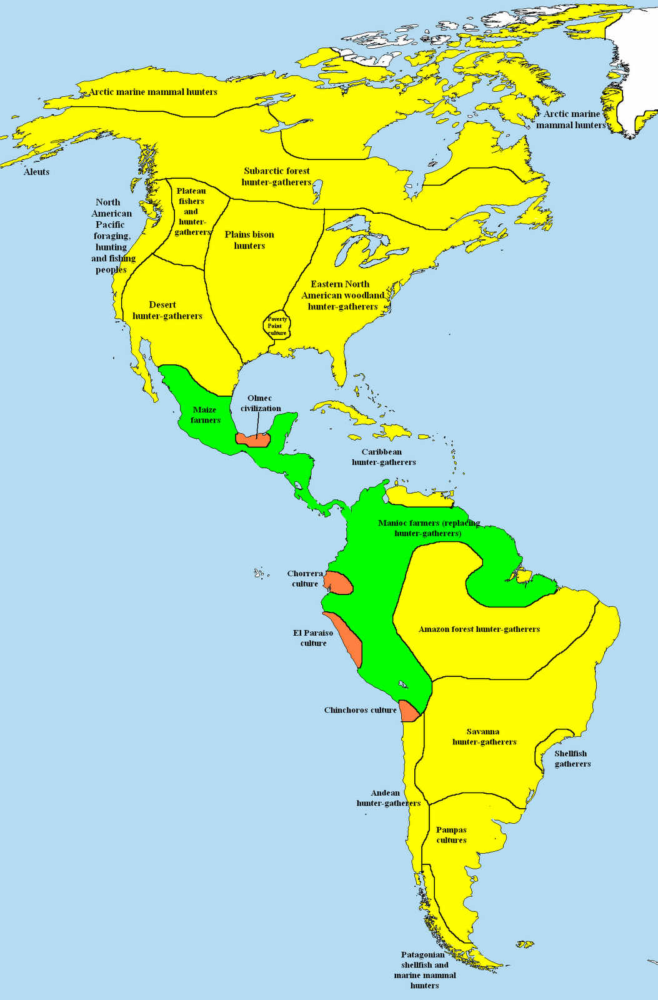 Arctic marine mammal hunters
Arctic marine
mammal hunters
Aleuts
Subarctic forest
hunter-gatherers
North
American
Pacific
foraging,
hunting
and fishing
peoples
Plateau
fishers
and
hunter-
gatherers
Plains bison
hunters
Eastern North
American woodland
hunter-gatherers
Desert
hunter-gatherers
Poverty
Point
culture
Olmec
civilization
Maize
farmers
Caribbean
hunter-gatherers
Manioc farmers (replacing
hunter-gatherers)
Chorrera
culture
El Paraiso
culture
Amazon forest hunter-gatherers
Chinchoros culture
Savanna
hunter-gatherers
Shellfish
gatherers
Andean
hunter-gatherers
Pampas
cultures
Patagonian
shellfish and
marine mammal
hunters